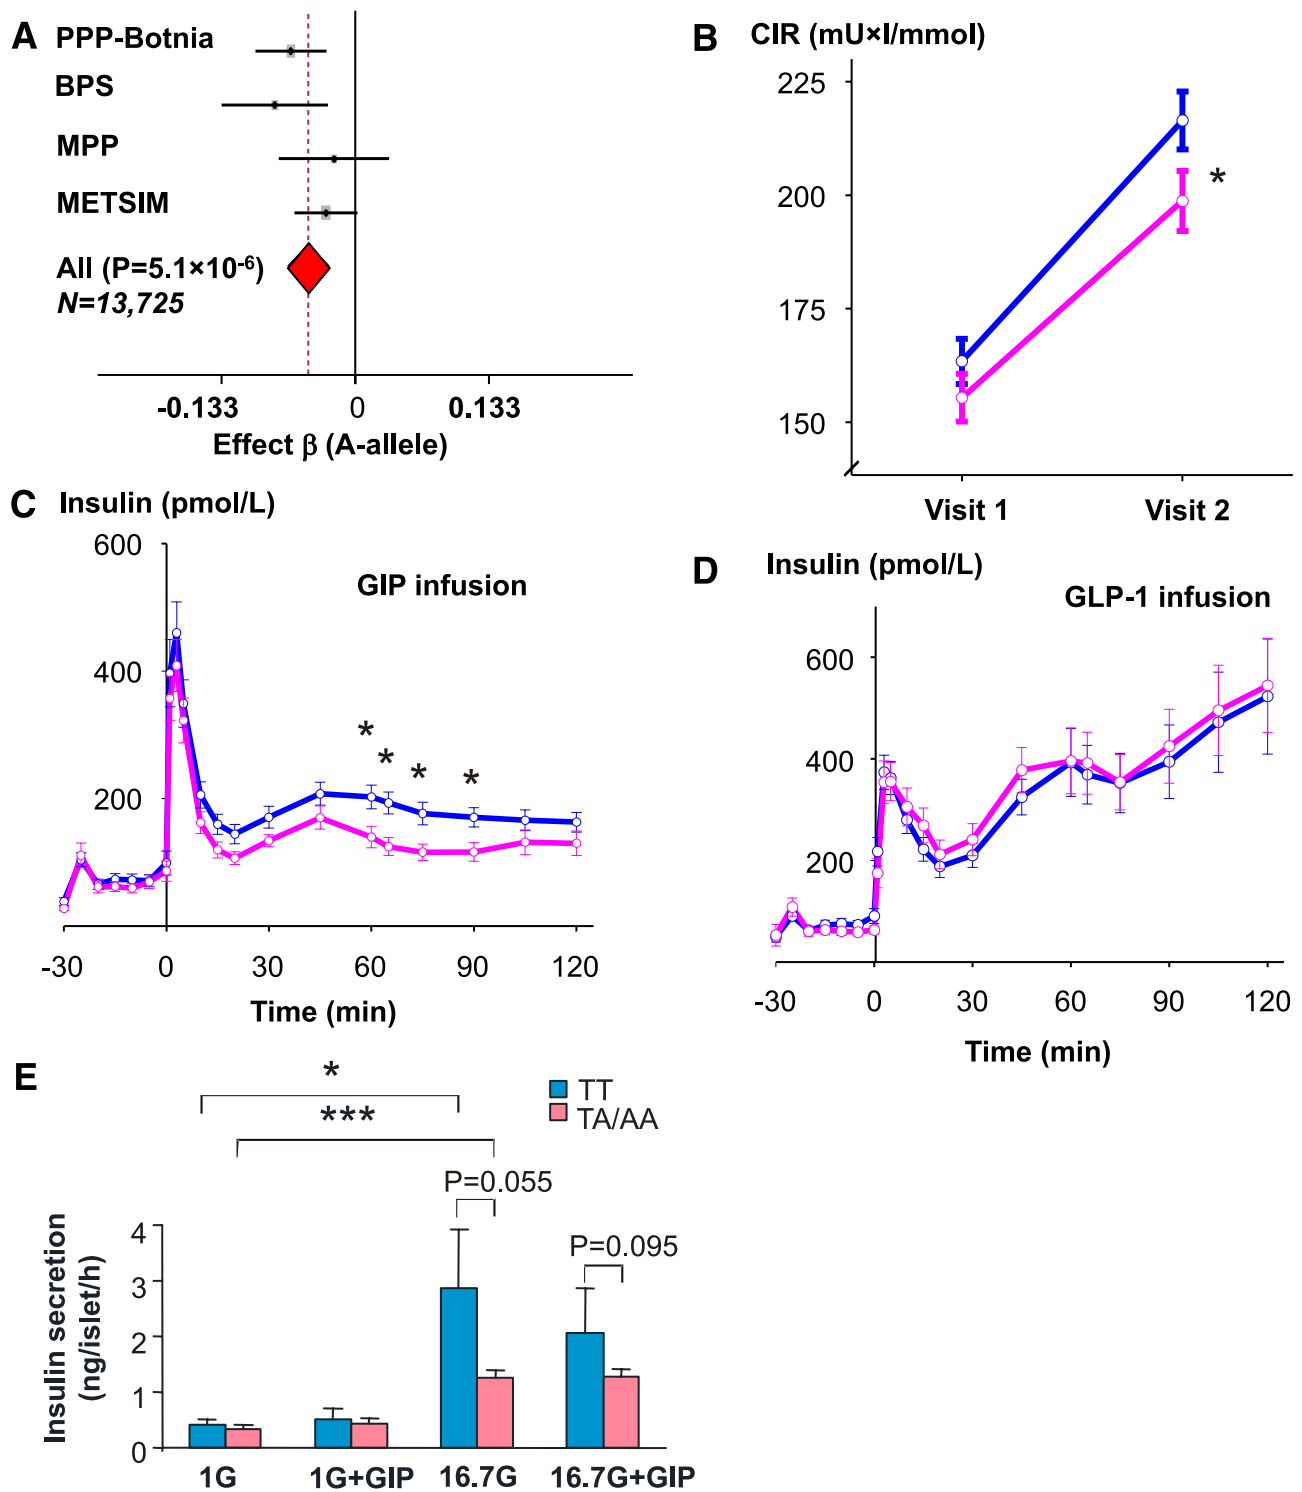 A
PPP-Botnia
BPS
MPP
METSIM
All (P=5.1×10⁻⁶)
N=13,725
-0.133 0 0.133
Effect β (A-allele)
B CIR (mU×l/mmol)
225
200
*
175
150
Visit 1 Visit 2
C Insulin (pmol/L)
600
GIP infusion
400
* * * *
200
-30 0 30 60 90 120
Time (min)
D Insulin (pmol/L)
GLP-1 infusion
600
400
200
-30 0 30 60 90 120
Time (min)
E
*
***
TT
TA/AA
P=0.055
P=0.095
Insulin secretion
(ng/islet/h)
4
3
2
1
0
1G 1G+GIP 16.7G 16.7G+GIP